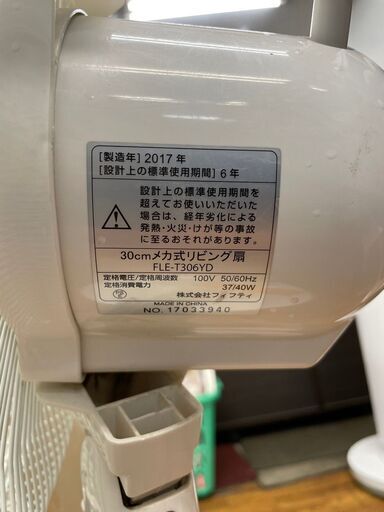 [製造年] 2017 年
[設計上の標準使用期間] 6 年
設計上の標準使用期間を
超えてお使いいただいた
場合は、経年劣化による
発熱・火災・けが等の事故
に至るおそれがあります。
30cmメカ式リビング扇
FLE-T306YD
定格電圧/定格周波数 100V 50/60Hz
定格消費電力 37/40W
株式会社フィフティ
MADE IN CHINA
NO. 17033940